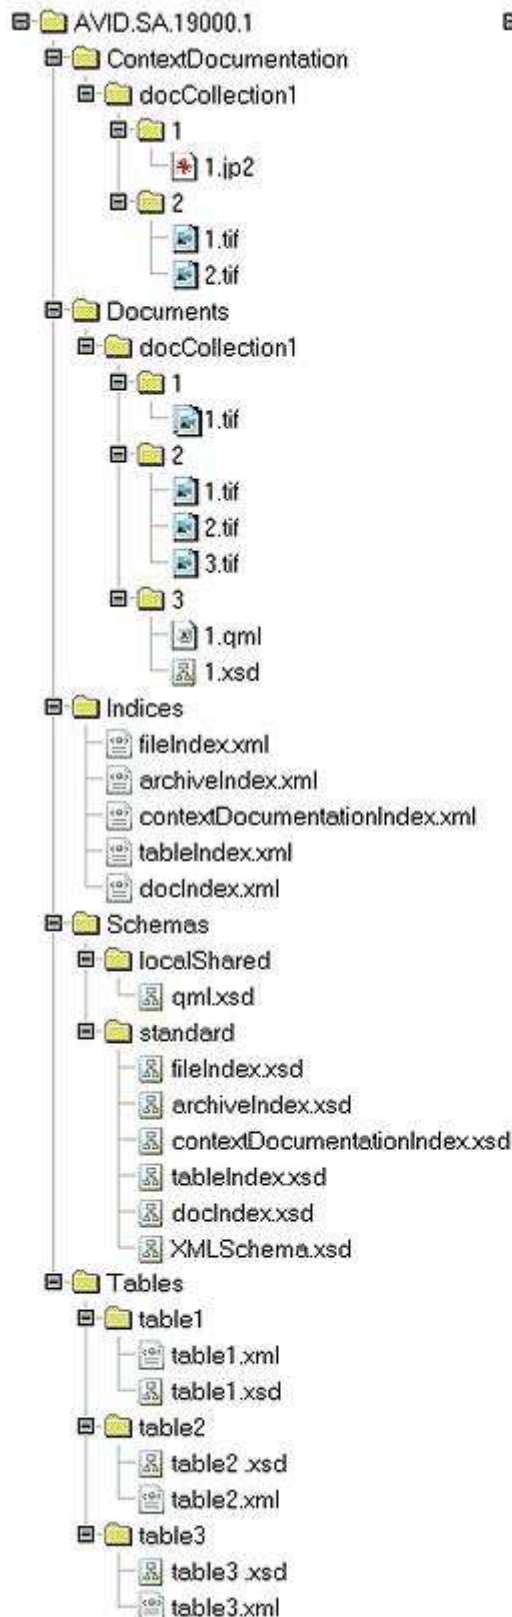 AVID.SA.19000.1
ContextDocumentation
docCollection1
1
1.jp2
2
1.tif
2.tif
Documents
docCollection1
1
1.tif
2
1.tif
2.tif
3.tif
3
1.qml
1.xsd
Indices
fileIndex.xml
archiveIndex.xml
contextDocumentationIndex.xml
tableIndex.xml
docIndex.xml
Schemas
localShared
qml.xsd
standard
fileIndex.xsd
archiveIndex.xsd
contextDocumentationIndex.xsd
tableIndex.xsd
docIndex.xsd
XMLSchema.xsd
Tables
table1
table1.xml
table1.xsd
table2
table2 .xsd
table2.xml
table3
table3 .xsd
table3.xml